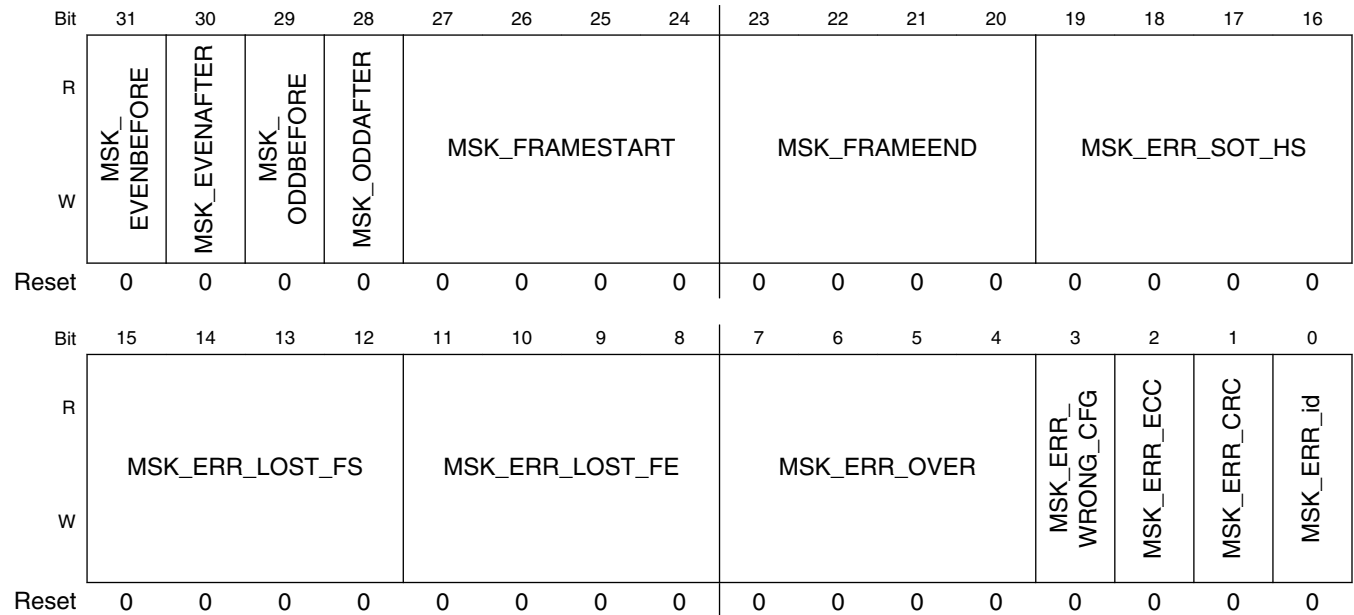 Bit 31 30 29 28 27 26 25 24 23 22 21 20 19 18 17 16
R
W
MSK_
EVENBEFORE
MSK_EVENAFTER
MSK_
ODDBEFORE
MSK_ODDAFTER
MSK_FRAMESTART
MSK_FRAMEEND
MSK_ERR_SOT_HS
Reset 0 0 0 0 0 0 0 0 0 0 0 0 0 0 0 0
Bit 15 14 13 12 11 10 9 8 7 6 5 4 3 2 1 0
R
W
MSK_ERR_LOST_FS
MSK_ERR_LOST_FE
MSK_ERR_OVER
MSK_ERR_
WRONG_CFG
MSK_ERR_ECC
MSK_ERR_CRC
MSK_ERR_id
Reset 0 0 0 0 0 0 0 0 0 0 0 0 0 0 0 0